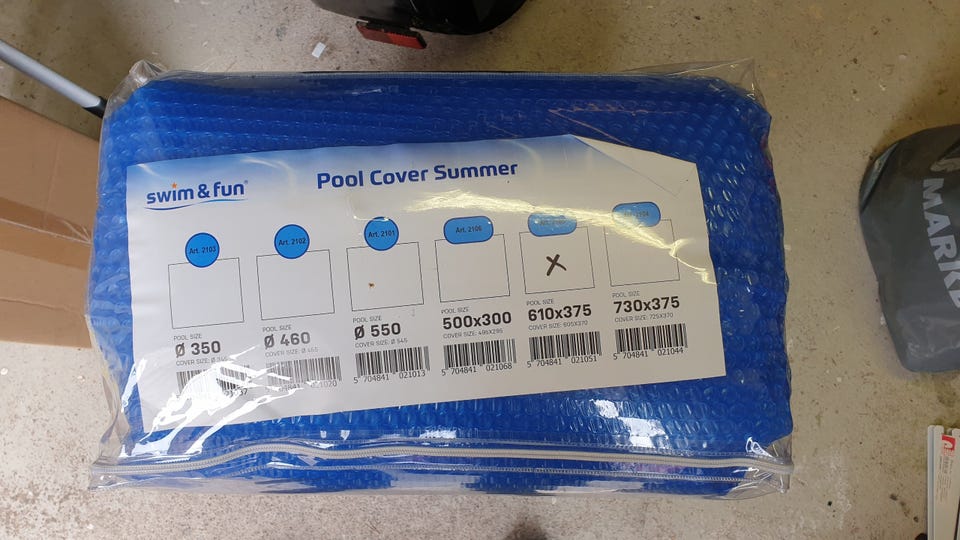 swim & fun®
Pool Cover Summer
Art. 2103
POOL SIZE
Ø 350
Art. 2102
POOL SIZE
Ø 460
COVER SIZE: Ø 455
Art. 2101
POOL SIZE
Ø 550
COVER SIZE: Ø 545
5 704841 021013
Art. 2106
POOL SIZE
500x300
COVER SIZE: 495X295
5 704841 021068
X
POOL SIZE
610x375
COVER SIZE: 605X370
5 704841 021051
POOL SIZE
730x375
COVER SIZE: 725X370
5 704841 021044